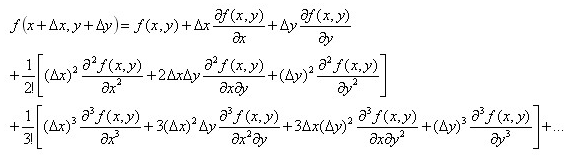 f(x+Δx, y+Δy) = f(x,y) + Δx ∂f(x,y)/∂x + Δy ∂f(x,y)/∂y
+ 1/2! [(Δx)² ∂²f(x,y)/∂x² + 2ΔxΔy ∂²f(x,y)/∂x∂y + (Δy)² ∂²f(x,y)/∂y²]
+ 1/3! [(Δx)³ ∂³f(x,y)/∂x³ + 3(Δx)²Δy ∂³f(x,y)/∂x²∂y + 3Δx(Δy)² ∂³f(x,y)/∂x∂y² + (Δy)³ ∂³f(x,y)/∂y³] + ...